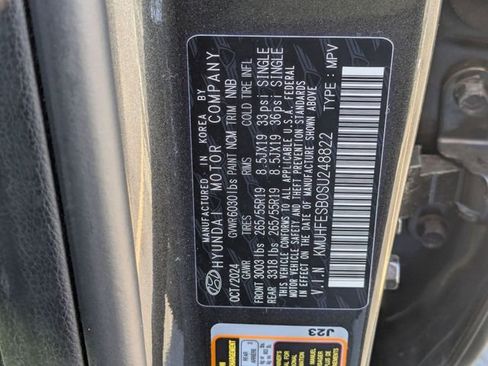 MANUFACTURED IN KOREA BY
HYUNDAI MOTOR COMPANY
OCT/2024 GVWR6030lbs PAINT NCM TRIM NNB
GAWR TIRES RIMS COLD TIRE INFL
FRONT 3003 lbs 265/55R19 8.5JX19 33psi SINGLE
REAR 3318 lbs 265/55R19 8.5JX19 36psi SINGLE
THIS VEHICLE CONFORMS TO ALL APPLICABLE U.S.A. FEDERAL
MOTOR VEHICLE SAFETY AND THEFT PREVENTION STANDARDS
IN EFFECT ON THE DATE OF MANUFACTURE SHOWN ABOVE
V.I.N : KMUHFESB0SU248822 TYPE : MPV
J23